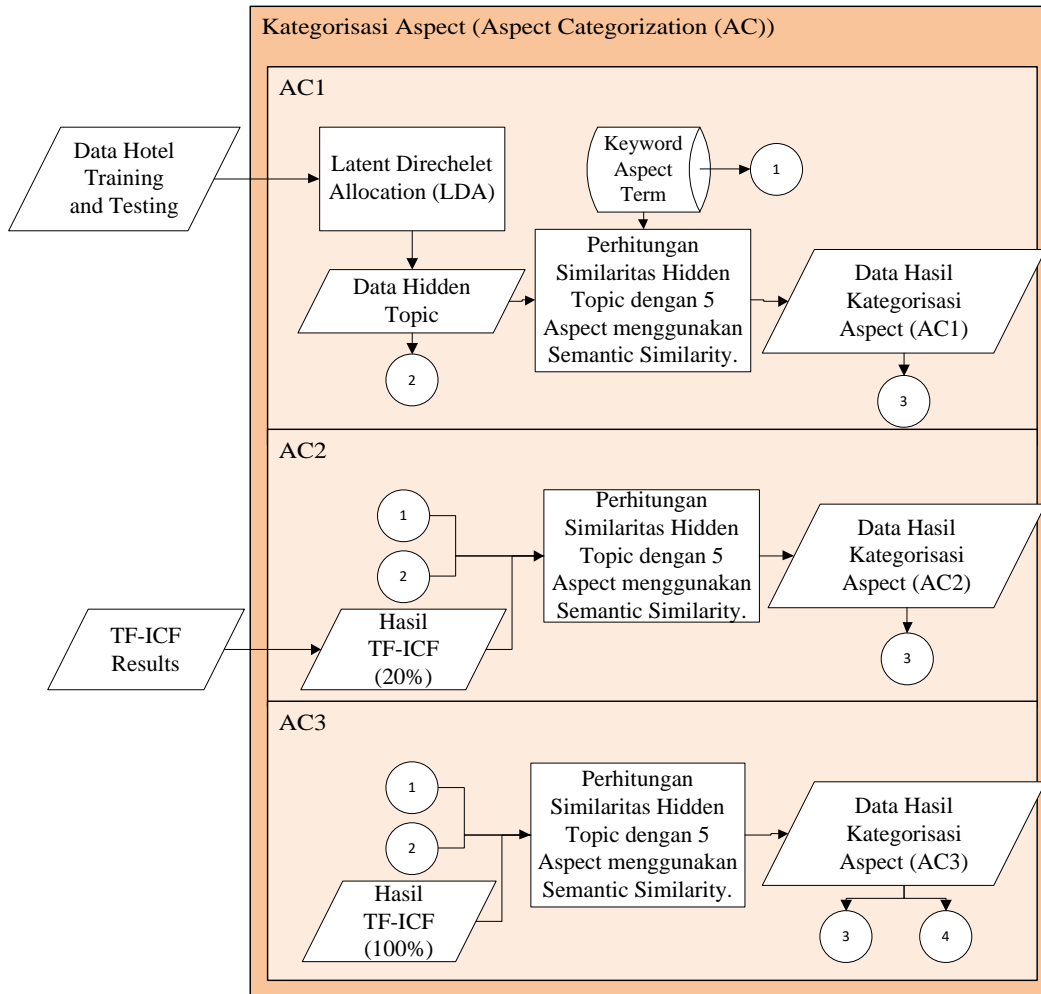 Kategorisasi Aspect (Aspect Categorization (AC))
AC1
Data Hotel
Training
and Testing
Latent Direchelet
Allocation (LDA)
Keyword
Aspect
Term
1
Data Hidden
Topic
2
Perhitungan
Similaritas Hidden
Topic dengan 5
Aspect menggunakan
Semantic Similarity.
Data Hasil
Kategorisasi
Aspect (AC1)
3
AC2
1
2
TF-ICF
Results
Hasil
TF-ICF
(20%)
Perhitungan
Similaritas Hidden
Topic dengan 5
Aspect menggunakan
Semantic Similarity.
Data Hasil
Kategorisasi
Aspect (AC2)
3
AC3
1
2
Hasil
TF-ICF
(100%)
Perhitungan
Similaritas Hidden
Topic dengan 5
Aspect menggunakan
Semantic Similarity.
Data Hasil
Kategorisasi
Aspect (AC3)
3
4